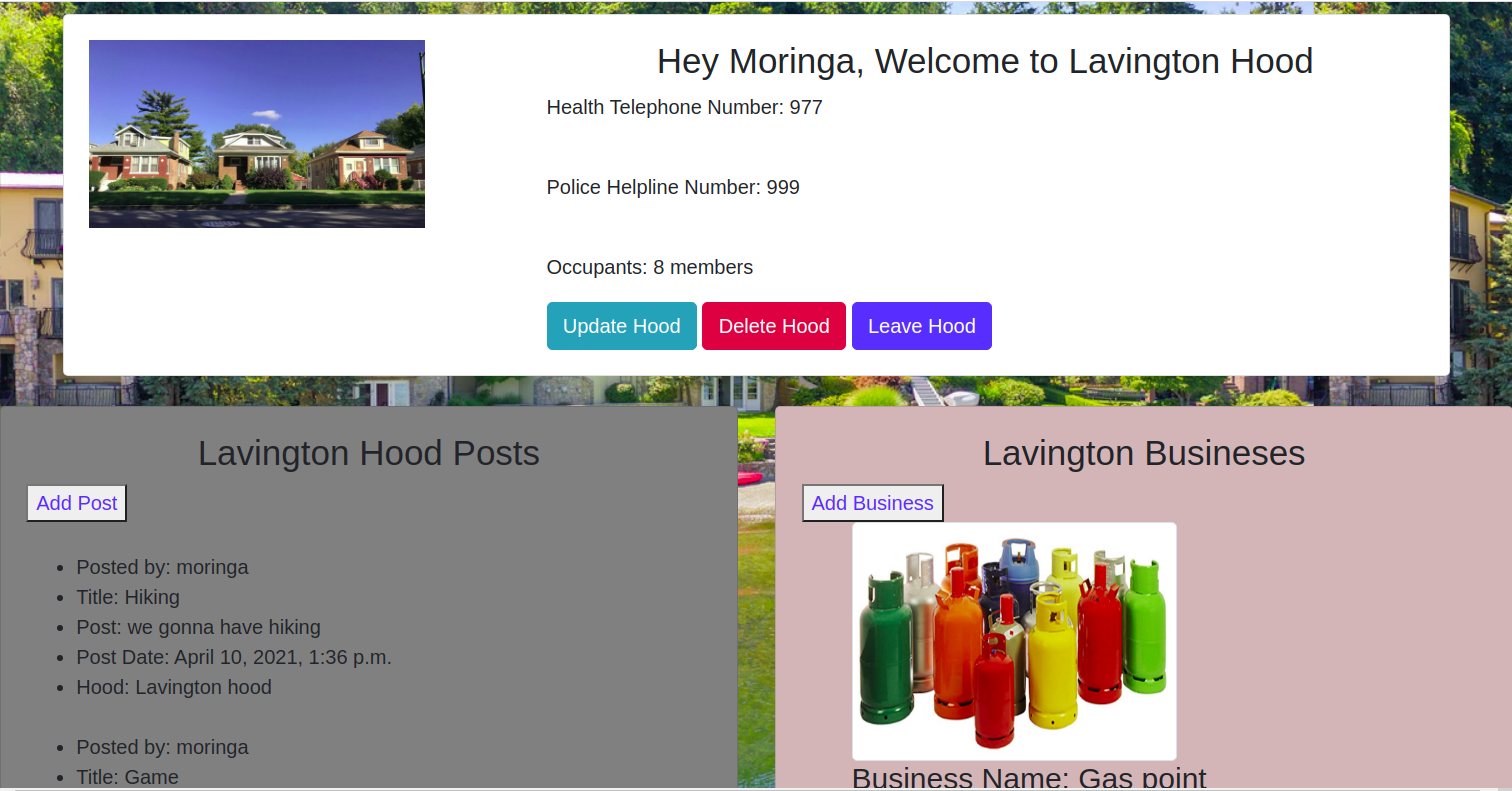 Hey Moringa, Welcome to Lavington Hood
Health Telephone Number: 977
Police Helpline Number: 999
Occupants: 8 members
Update Hood Delete Hood Leave Hood
Lavington Hood Posts
Add Post
Posted by: moringa
Title: Hiking
Post: we gonna have hiking
Post Date: April 10, 2021, 1:36 p.m.
Hood: Lavington hood
Posted by: moringa
Title: Game
Lavington Busineses
Add Business
Business Name: Gas point